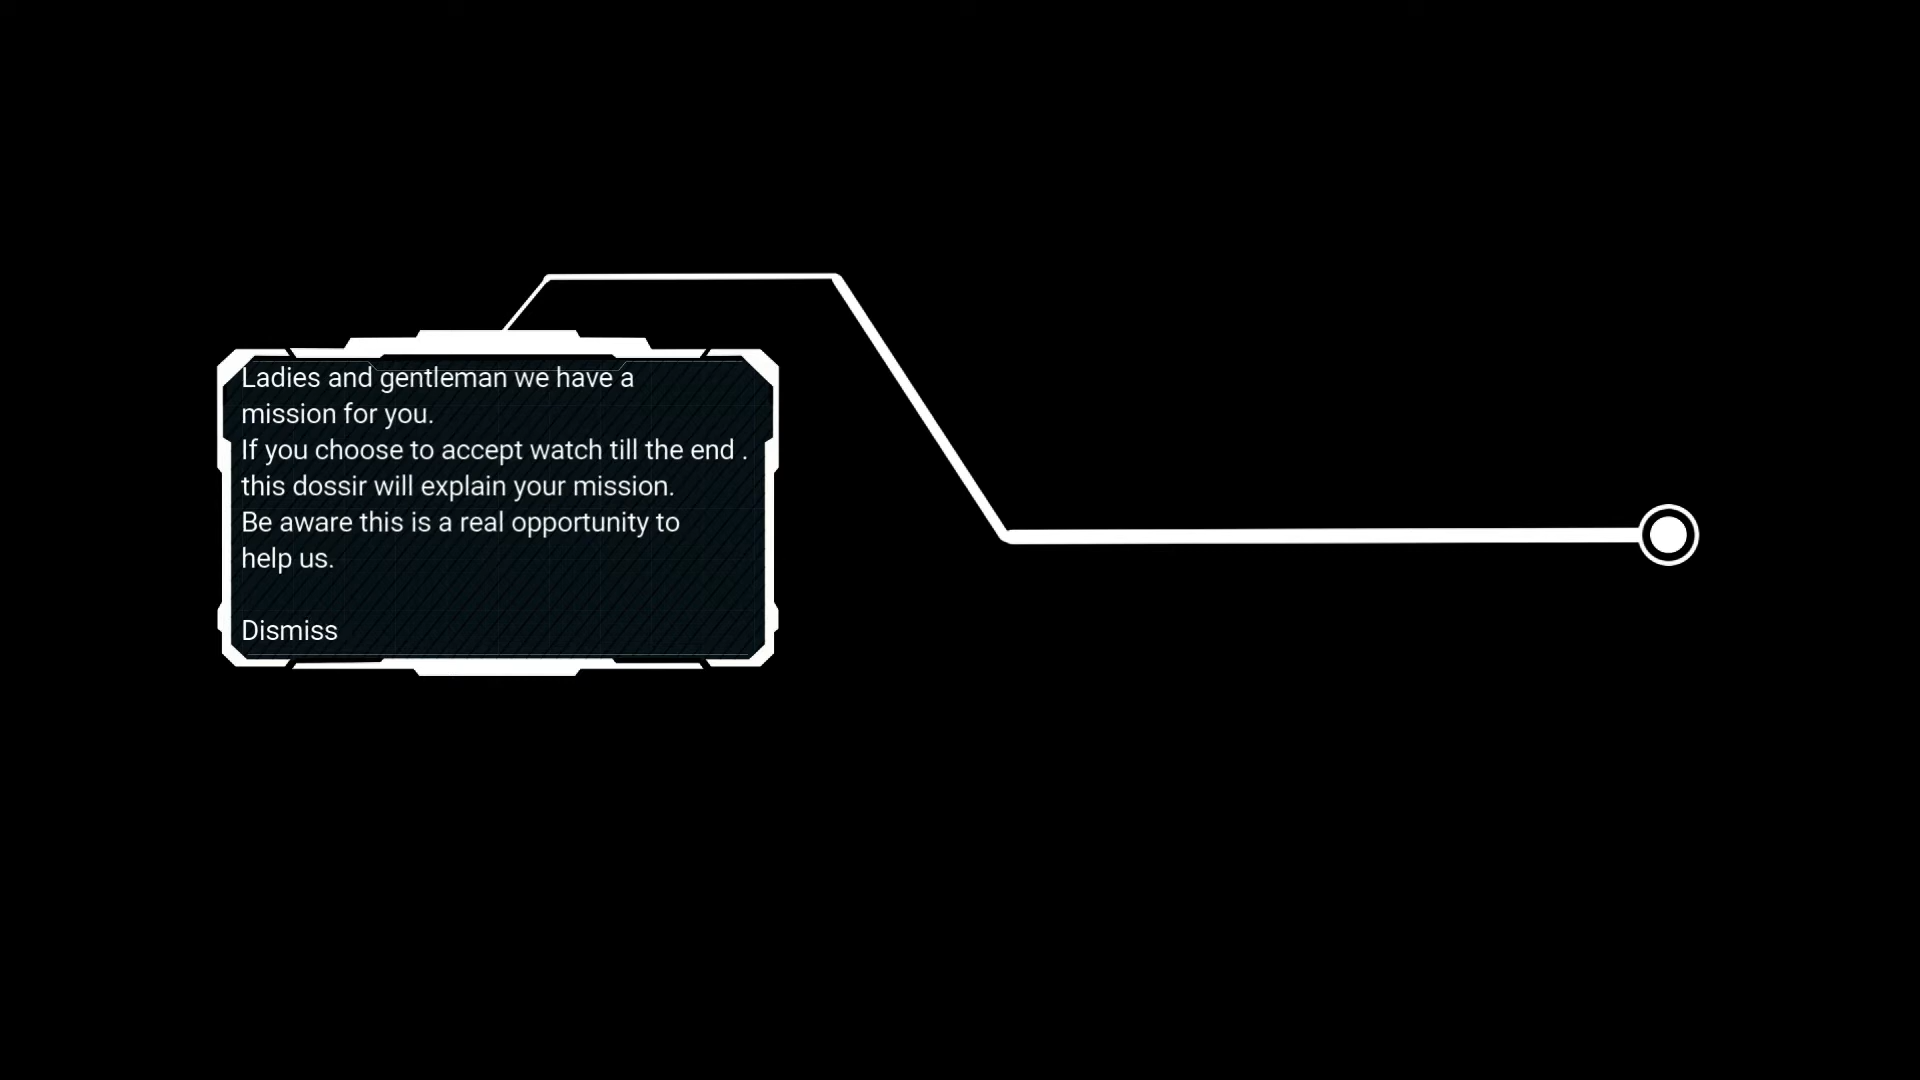 Ladies and gentleman we have a
mission for you.
If you choose to accept watch till the end .
this dossir will explain your mission.
Be aware this is a real opportunity to
help us.
Dismiss